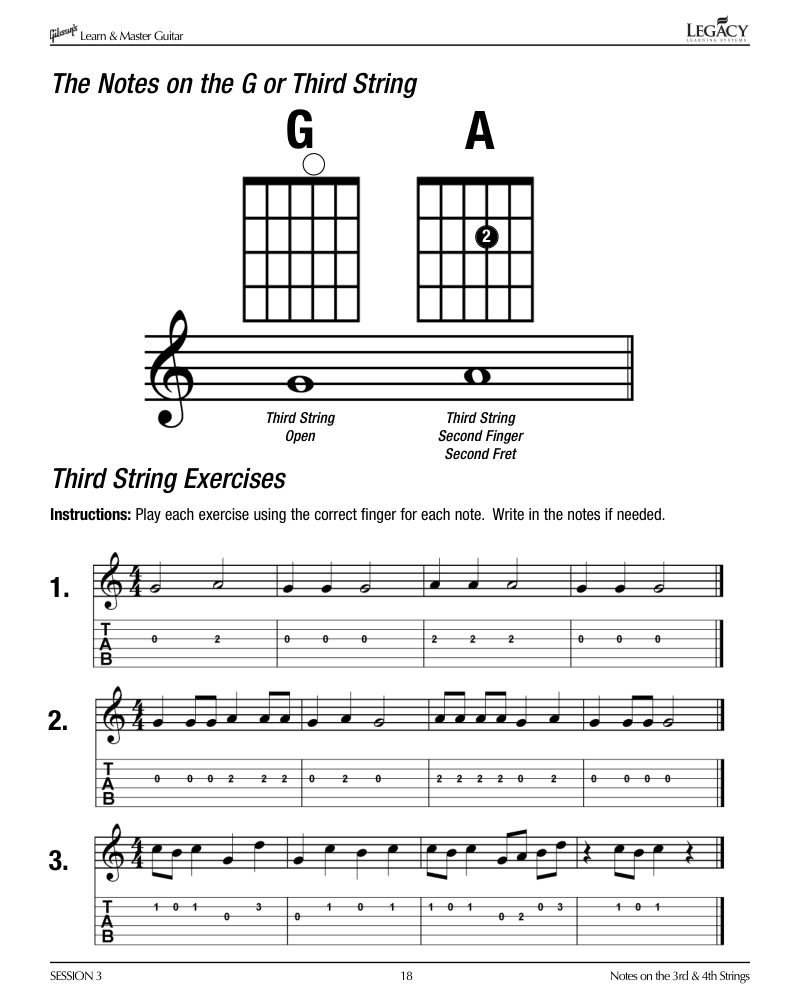 Gibson's Learn & Master Guitar
LEGACY
LEARNING SYSTEMS
The Notes on the G or Third String
G A
2
Third String Third String
Open Second Finger
Second Fret
Third String Exercises
Instructions: Play each exercise using the correct finger for each note. Write in the notes if needed.
1. 4/4
T
A 0 2 0 0 0 2 2 2 0 0 0
B
2. 4/4
T
A 0 0 0 2 2 2 0 2 0 2 2 2 2 0 2 0 0 0 0
B
3. 4/4
T 1 0 1 3 1 0 1 1 0 1 0 3 1 0 1
A 0 0 0 2
B
SESSION 3 18 Notes on the 3rd & 4th Strings